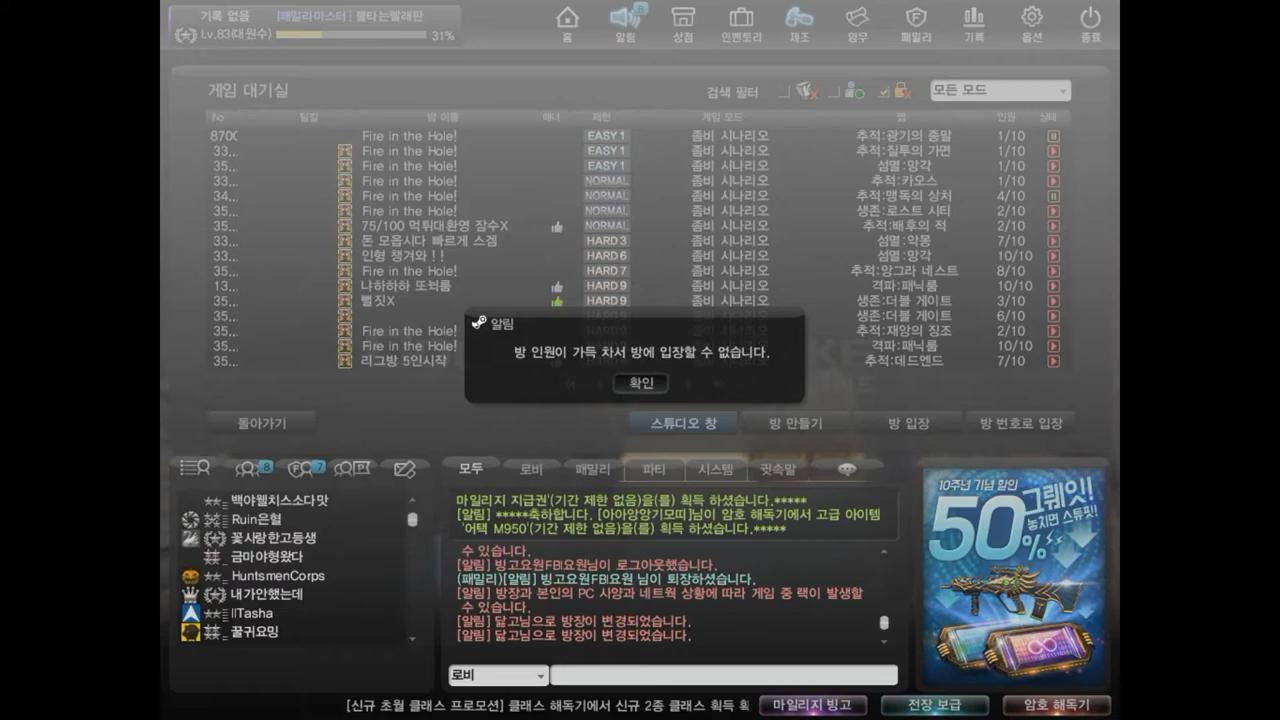 기록 없음 [패밀리마스터] 불타는빨래판
Lv.83(대원수) 31%
홈 알림 8 상점 인벤토리 제조 임무 패밀리 기록 옵션 종료
게임 대기실 검색 필터 모든 모드
No 팀킬 방 이름 매너 제한 게임 모드 맵 인원 상태
870( Fire in the Hole! EASY 1 좀비 시나리오 추적:광기의 종말 1/10
33... Fire in the Hole! EASY 1 좀비 시나리오 추적:질투의 가면 1/10
35... Fire in the Hole! EASY 1 좀비 시나리오 섬멸:망각 1/10
33... Fire in the Hole! NORMAL 좀비 시나리오 추적:카오스 1/10
34... Fire in the Hole! NORMAL 좀비 시나리오 추적:맹독의 상처 4/10
35... Fire in the Hole! NORMAL 좀비 시나리오 생존:로스트 시티 2/10
35... 75/100 먹튀대환영 잠수X NORMAL 좀비 시나리오 추적:배후의 적 2/10
33... 돈 모읍시다 빠르게 스겜 HARD 3 좀비 시나리오 섬멸:악몽 7/10
33... 인형 챙겨와 ! ! HARD 6 좀비 시나리오 섬멸:망각 10/10
35... Fire in the Hole! HARD 7 좀비 시나리오 추적:앙그라 네스트 8/10
13... 냐하하하 또뷕룸 HARD 9 좀비 시나리오 격파:패닉룸 10/10
35... 뻘짓X HARD 9 좀비 시나리오 생존:더블 게이트 3/10
35... 생존:더블 게이트 6/10
35... Fire in the Hole! 추적:재앙의 징조 2/10
35... Fire in the Hole! 격파:패닉룸 10/10
35... 리그방 5인시작 추적:데드엔드 7/10
알림
방 인원이 가득 차서 방에 입장할 수 없습니다.
확인
돌아가기 스튜디오 창 방 만들기 방 입장 방 번호로 입장
8 7 모두 로비 패밀리 파티 시스템 귓속말
백야웰치스소다맛
Ruin은혈
꽃사랑한고등생
금마야형왔다
HuntsmenCorps
내가안했는데
llTasha
꿀귀요밍
마일리지 지급권'(기간 제한 없음)을(를) 획득 하셨습니다.*****
[알림] *****축하합니다. [아아앙앙기모띠]님이 암호 해독기에서 고급 아이템
'어택 M950'(기간 제한 없음)을(를) 획득 하셨습니다.*****
수 있습니다.
[알림] 빙고요원FBI요원님이 로그아웃했습니다.
(패밀리)[알림] 빙고요원FBI요원 님이 퇴장하셨습니다.
[알림] 방장과 본인의 PC 사양과 네트웍 상황에 따라 게임 중 랙이 발생할
수 있습니다.
[알림] 닭고님으로 방장이 변경되었습니다.
[알림] 닭고님으로 방장이 변경되었습니다.
로비
10주년 기념 할인
그뤠잇!
놓치면 스튜핏!
50%
[신규 초월 클래스 프로모션] 클래스 해독기에서 신규 2종 클래스 획득 확
마일리지 빙고 전장 보급 암호 해독기